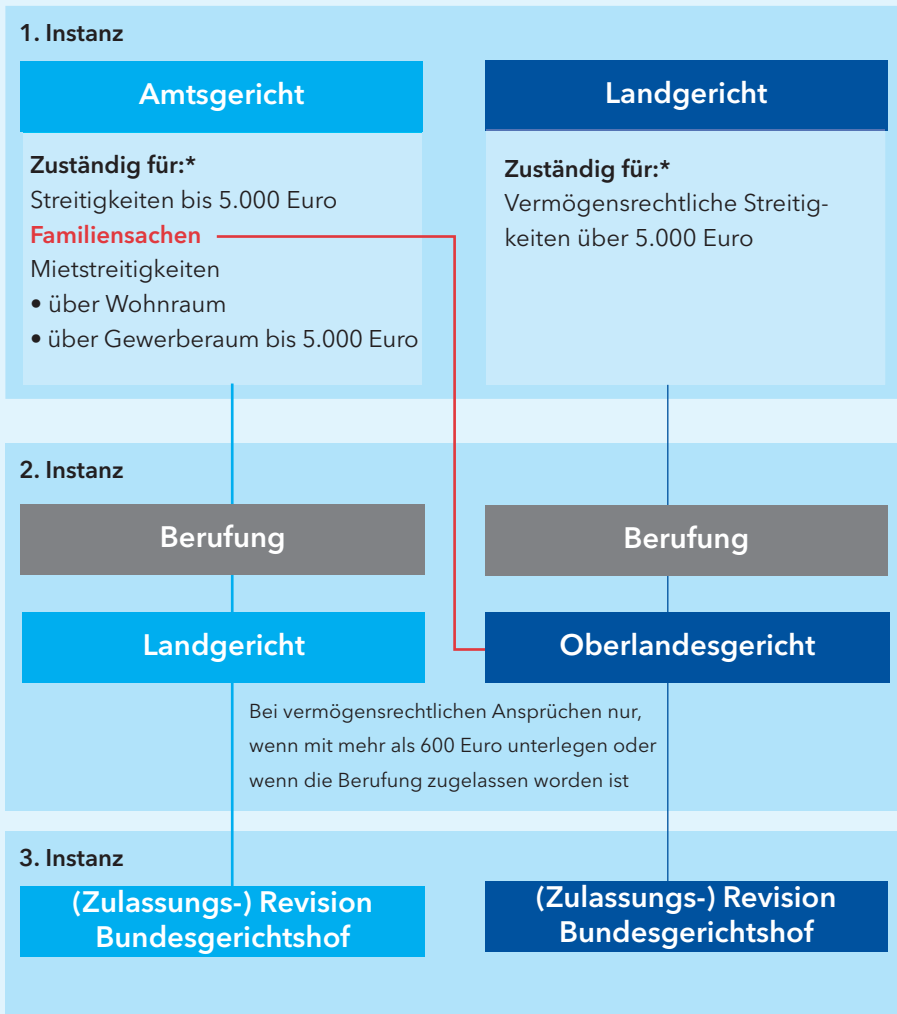 1. Instanz
Amtsgericht
Zuständig für:*
Streitigkeiten bis 5.000 Euro
Familiensachen
Mietstreitigkeiten
• über Wohnraum
• über Gewerberaum bis 5.000 Euro
Landgericht
Zuständig für:*
Vermögensrechtliche Streitig-
keiten über 5.000 Euro
2. Instanz
Berufung
Landgericht
Berufung
Oberlandesgericht
Bei vermögensrechtlichen Ansprüchen nur,
wenn mit mehr als 600 Euro unterlegen oder
wenn die Berufung zugelassen worden ist
3. Instanz
(Zulassungs-) Revision
Bundesgerichtshof
(Zulassungs-) Revision
Bundesgerichtshof